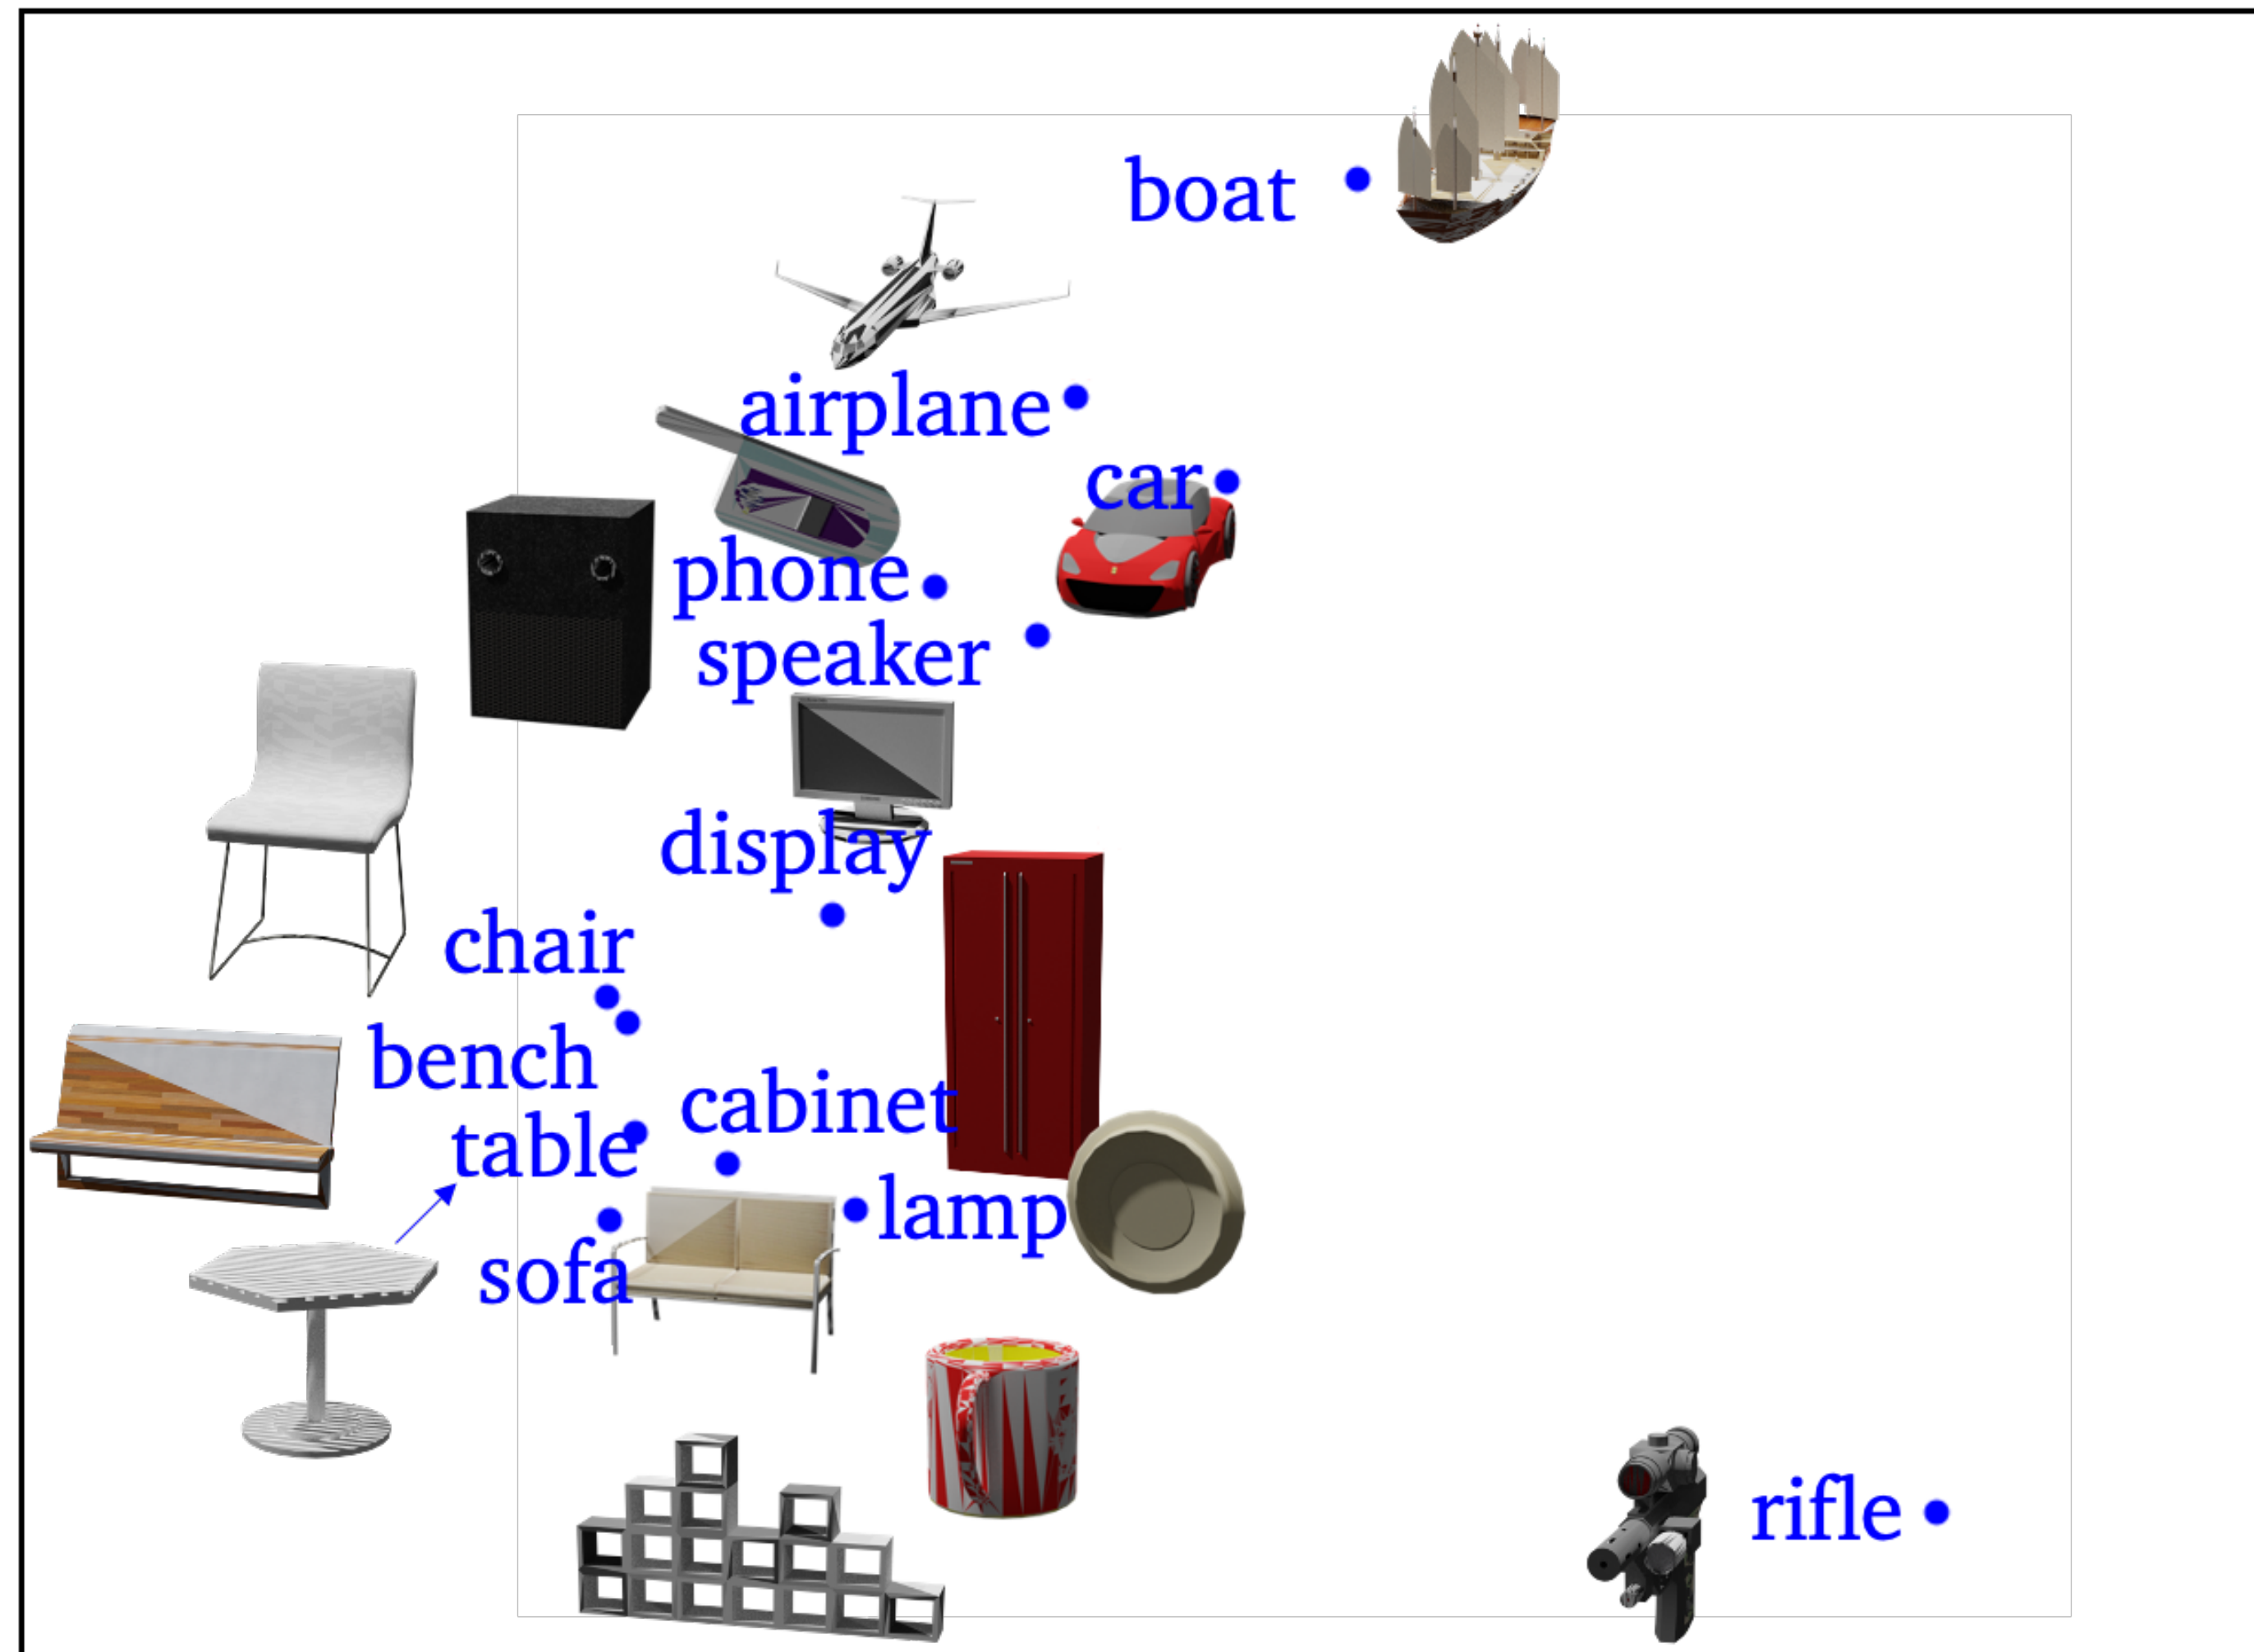 boat
airplane
car
phone
speaker
display
chair
bench
cabinet
table
lamp
sofa
rifle